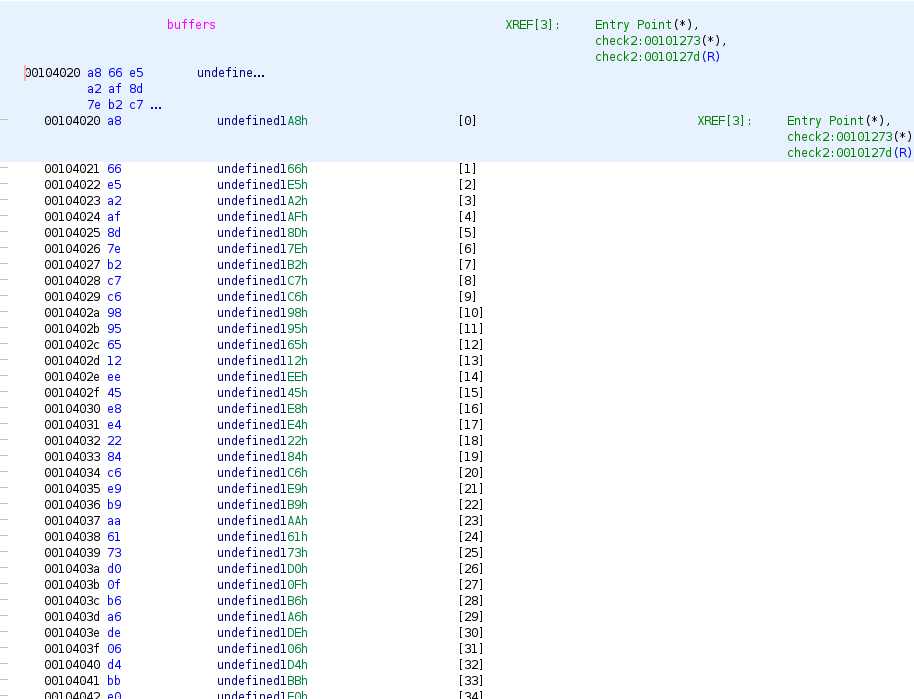 buffers XREF[3]: Entry Point(*),
check2:00101273(*),
check2:0010127d(R)
00104020 a8 66 e5 undefine...
a2 af 8d
7e b2 c7 ...
00104020 a8 undefined1A8h [0] XREF[3]: Entry Point(*),
check2:00101273(*)
check2:0010127d(R)
00104021 66 undefined166h [1]
00104022 e5 undefined1E5h [2]
00104023 a2 undefined1A2h [3]
00104024 af undefined1AFh [4]
00104025 8d undefined18Dh [5]
00104026 7e undefined17Eh [6]
00104027 b2 undefined1B2h [7]
00104028 c7 undefined1C7h [8]
00104029 c6 undefined1C6h [9]
0010402a 98 undefined198h [10]
0010402b 95 undefined195h [11]
0010402c 65 undefined165h [12]
0010402d 12 undefined112h [13]
0010402e ee undefined1EEh [14]
0010402f 45 undefined145h [15]
00104030 e8 undefined1E8h [16]
00104031 e4 undefined1E4h [17]
00104032 22 undefined122h [18]
00104033 84 undefined184h [19]
00104034 c6 undefined1C6h [20]
00104035 e9 undefined1E9h [21]
00104036 b9 undefined1B9h [22]
00104037 aa undefined1AAh [23]
00104038 61 undefined161h [24]
00104039 73 undefined173h [25]
0010403a d0 undefined1D0h [26]
0010403b 0f undefined10Fh [27]
0010403c b6 undefined1B6h [28]
0010403d a6 undefined1A6h [29]
0010403e de undefined1DEh [30]
0010403f 06 undefined106h [31]
00104040 d4 undefined1D4h [32]
00104041 bb undefined1BBh [33]
00104042 e0 undefined1E0h [34]